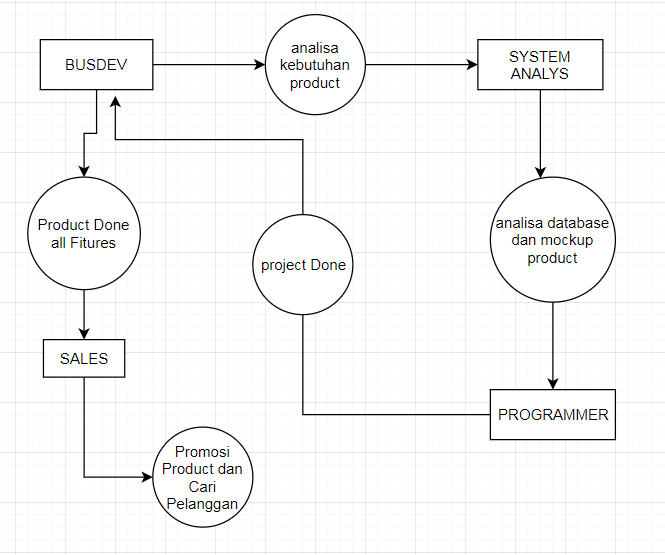 BUSDEV
analisa
kebutuhan
product
SYSTEM
ANALYS
Product Done
all Fitures
project Done
analisa database
dan mockup
product
SALES
PROGRAMMER
Promosi
Product dan
Cari
Pelanggan